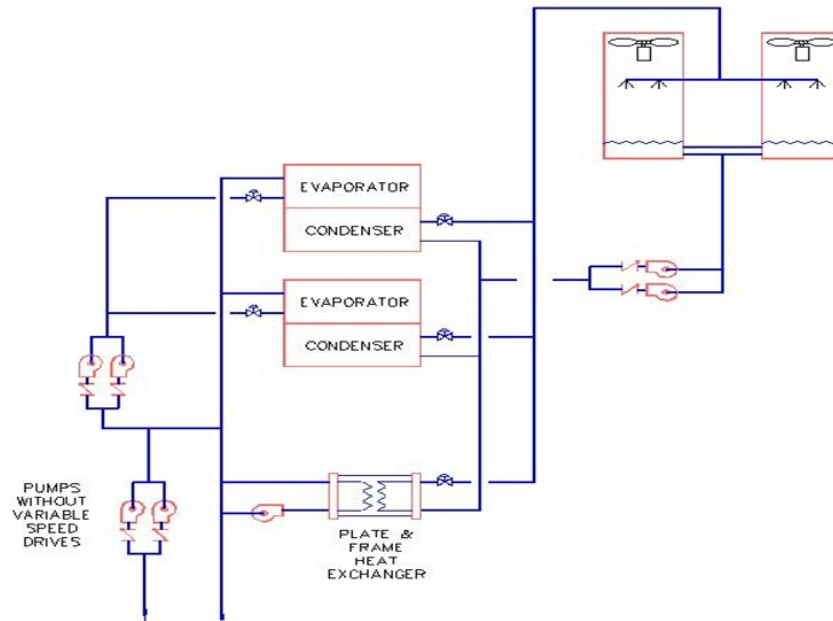 EVAPORATOR
CONDENSER
EVAPORATOR
CONDENSER
PUMPS
WITHOUT
VARIABLE
SPEED
DRIVES
PLATE &
FRAME
HEAT
EXCHANGER